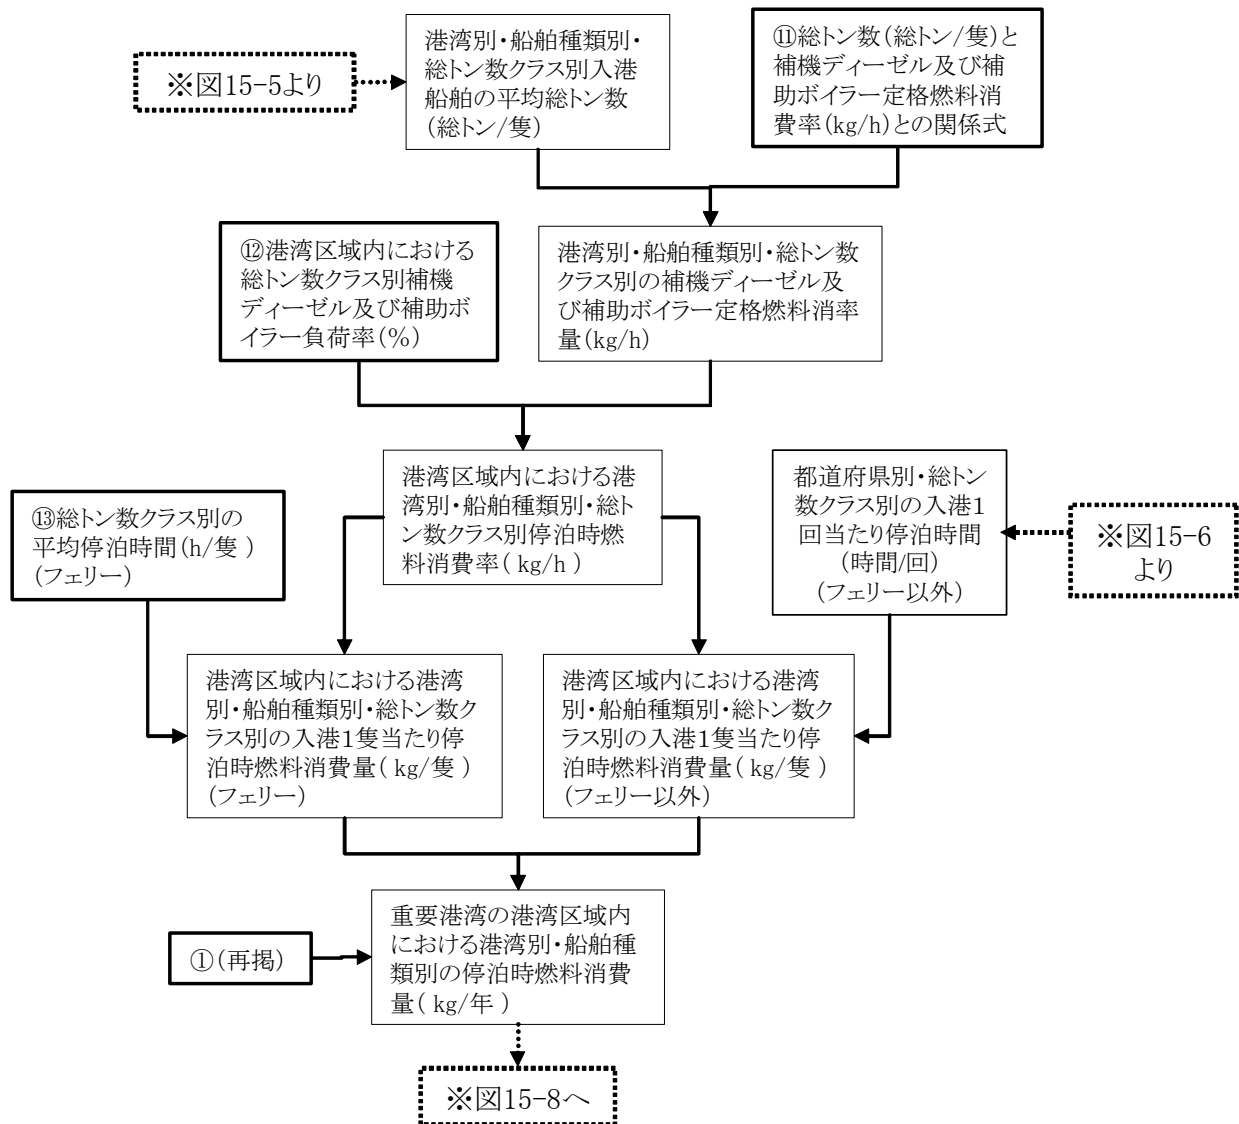 ※図15-5より
港湾別・船舶種類別・
総トン数クラス別入港
船舶の平均総トン数
(総トン/隻)
⑪総トン数(総トン/隻)と
補機ディーゼル及び補
助ボイラー定格燃料消
費率(kg/h)との関係式
⑫港湾区域内における
総トン数クラス別補機
ディーゼル及び補助ボ
イラー負荷率(%)
港湾別・船舶種類別・総トン数
クラス別の補機ディーゼル及
び補助ボイラー定格燃料消率
量(kg/h)
⑬総トン数クラス別の
平均停泊時間(h/隻)
(フェリー)
港湾区域内における港
湾別・船舶種類別・総ト
ン数クラス別停泊時燃
料消費率(kg/h)
都道府県別・総トン
数クラス別の入港1
回当たり停泊時間
(時間/回)
(フェリー以外)
※図15-6
より
港湾区域内における港湾
別・船舶種類別・総トン数ク
ラス別の入港1隻当たり停
泊時燃料消費量(kg/隻)
(フェリー)
港湾区域内における港湾
別・船舶種類別・総トン数ク
ラス別の入港1隻当たり停
泊時燃料消費量(kg/隻)
(フェリー以外)
①(再掲)
重要港湾の港湾区域内
における港湾別・船舶種
類別の停泊時燃料消費
量(kg/年)
※図15-8へ